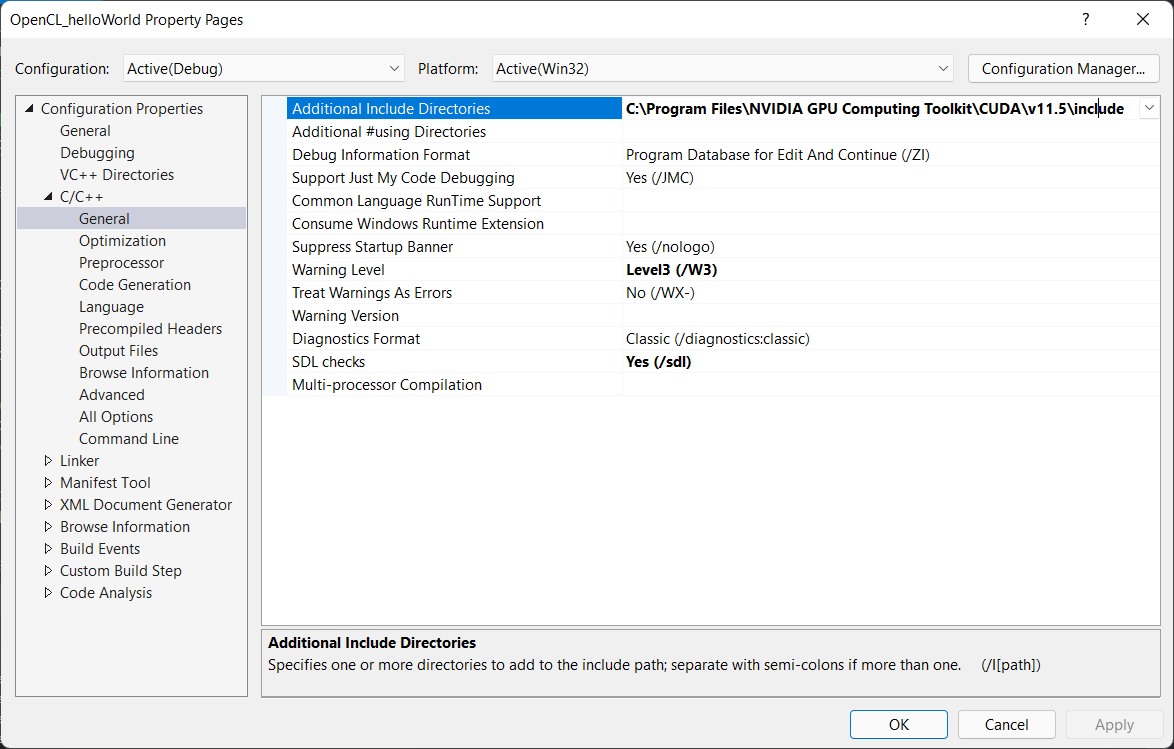 OpenCL_helloWorld Property Pages
?
Configuration: Active(Debug) Platform: Active(Win32) Configuration Manager...
Configuration Properties
General
Debugging
VC++ Directories
C/C++
General
Optimization
Preprocessor
Code Generation
Language
Precompiled Headers
Output Files
Browse Information
Advanced
All Options
Command Line
Linker
Manifest Tool
XML Document Generator
Browse Information
Build Events
Custom Build Step
Code Analysis
Additional Include Directories C:\Program Files\NVIDIA GPU Computing Toolkit\CUDA\v11.5\include
Additional #using Directories
Debug Information Format Program Database for Edit And Continue (/ZI)
Support Just My Code Debugging Yes (/JMC)
Common Language RunTime Support
Consume Windows Runtime Extension
Suppress Startup Banner Yes (/nologo)
Warning Level Level3 (/W3)
Treat Warnings As Errors No (/WX-)
Warning Version
Diagnostics Format Classic (/diagnostics:classic)
SDL checks Yes (/sdl)
Multi-processor Compilation
Additional Include Directories
Specifies one or more directories to add to the include path; separate with semi-colons if more than one. (/I[path])
OK Cancel Apply